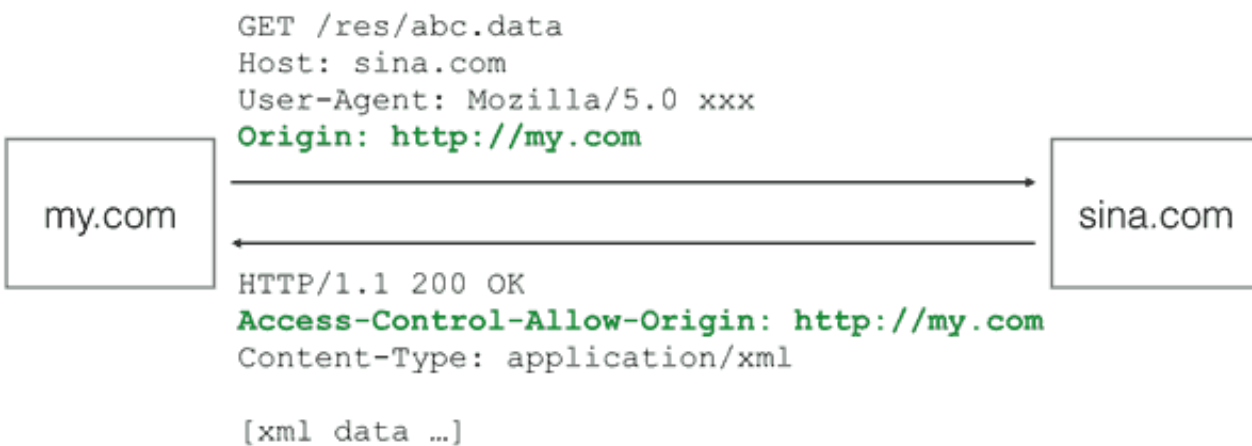 GET /res/abc.data
Host: sina.com
User-Agent: Mozilla/5.0 xxx
Origin: http://my.com
my.com
sina.com
HTTP/1.1 200 OK
Access-Control-Allow-Origin: http://my.com
Content-Type: application/xml
[xml data …]